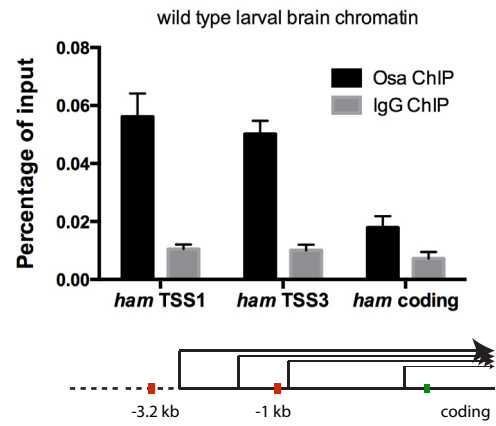 wild type larval brain chromatin
Percentage of input
0.08
0.06
0.04
0.02
0.00
Osa ChIP
IgG ChIP
ham TSS1
ham TSS3
ham coding
-3.2 kb
-1 kb
coding